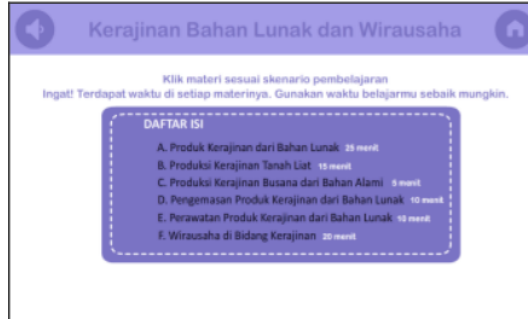 Kerajinan Bahan Lunak dan Wirausaha
Klik materi sesuai skenario pembelajaran
Ingat! Terdapat waktu di setiap materinya. Gunakan waktu belajarmu sebaik mungkin.
DAFTAR ISI
A. Produk Kerajinan dari Bahan Lunak 25 menit
B. Produksi Kerajinan Tanah Liat 15 menit
C. Produksi Kerajinan Busana dari Bahan Alami 5 menit
D. Pengemasan Produk Kerajinan dari Bahan Lunak 10 menit
E. Perawatan Produk Kerajinan dari Bahan Lunak 10 menit
F. Wirausaha di Bidang Kerajinan 20 menit